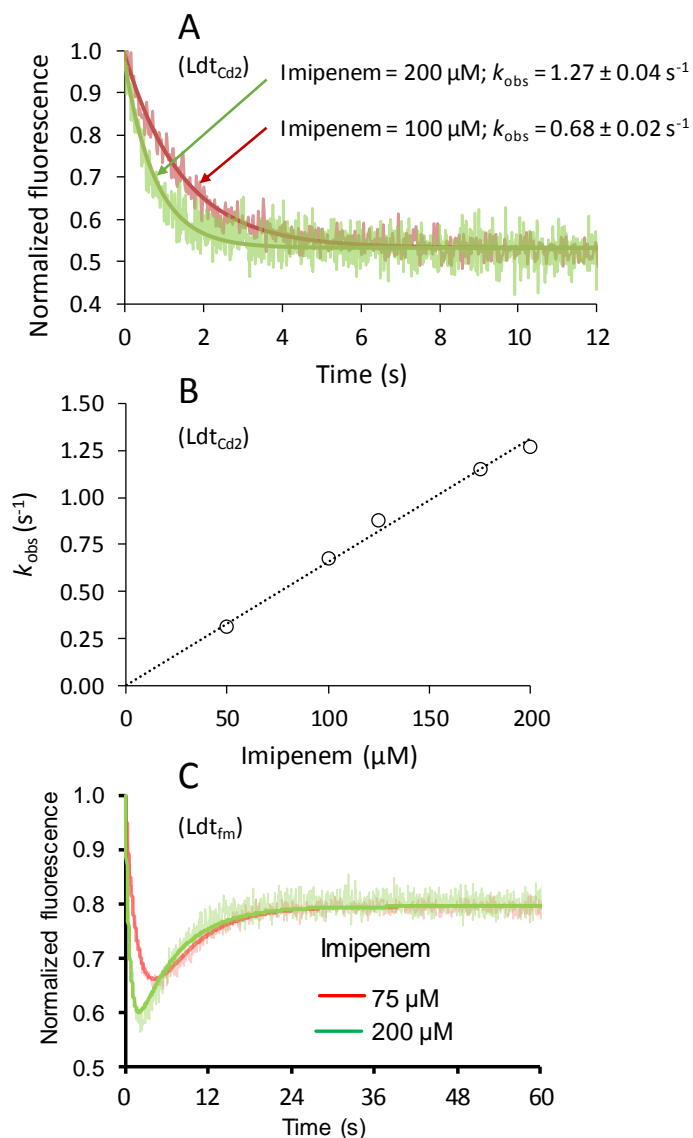 A
(LdtCd2)
Imipenem = 200 µM; kobs = 1.27 ± 0.04 s-1
Imipenem = 100 µM; kobs = 0.68 ± 0.02 s-1
Normalized fluorescence
1.0
0.9
0.8
0.7
0.6
0.5
0.4
0 2 4 6 8 10 12
Time (s)
B
(LdtCd2)
kobs (s-1)
1.50
1.25
1.00
0.75
0.50
0.25
0.00
0 50 100 150 200
Imipenem (µM)
C
(Ldtfm)
Normalized fluorescence
1.0
0.9
0.8
0.7
0.6
0.5
Imipenem
75 µM
200 µM
0 12 24 36 48 60
Time (s)